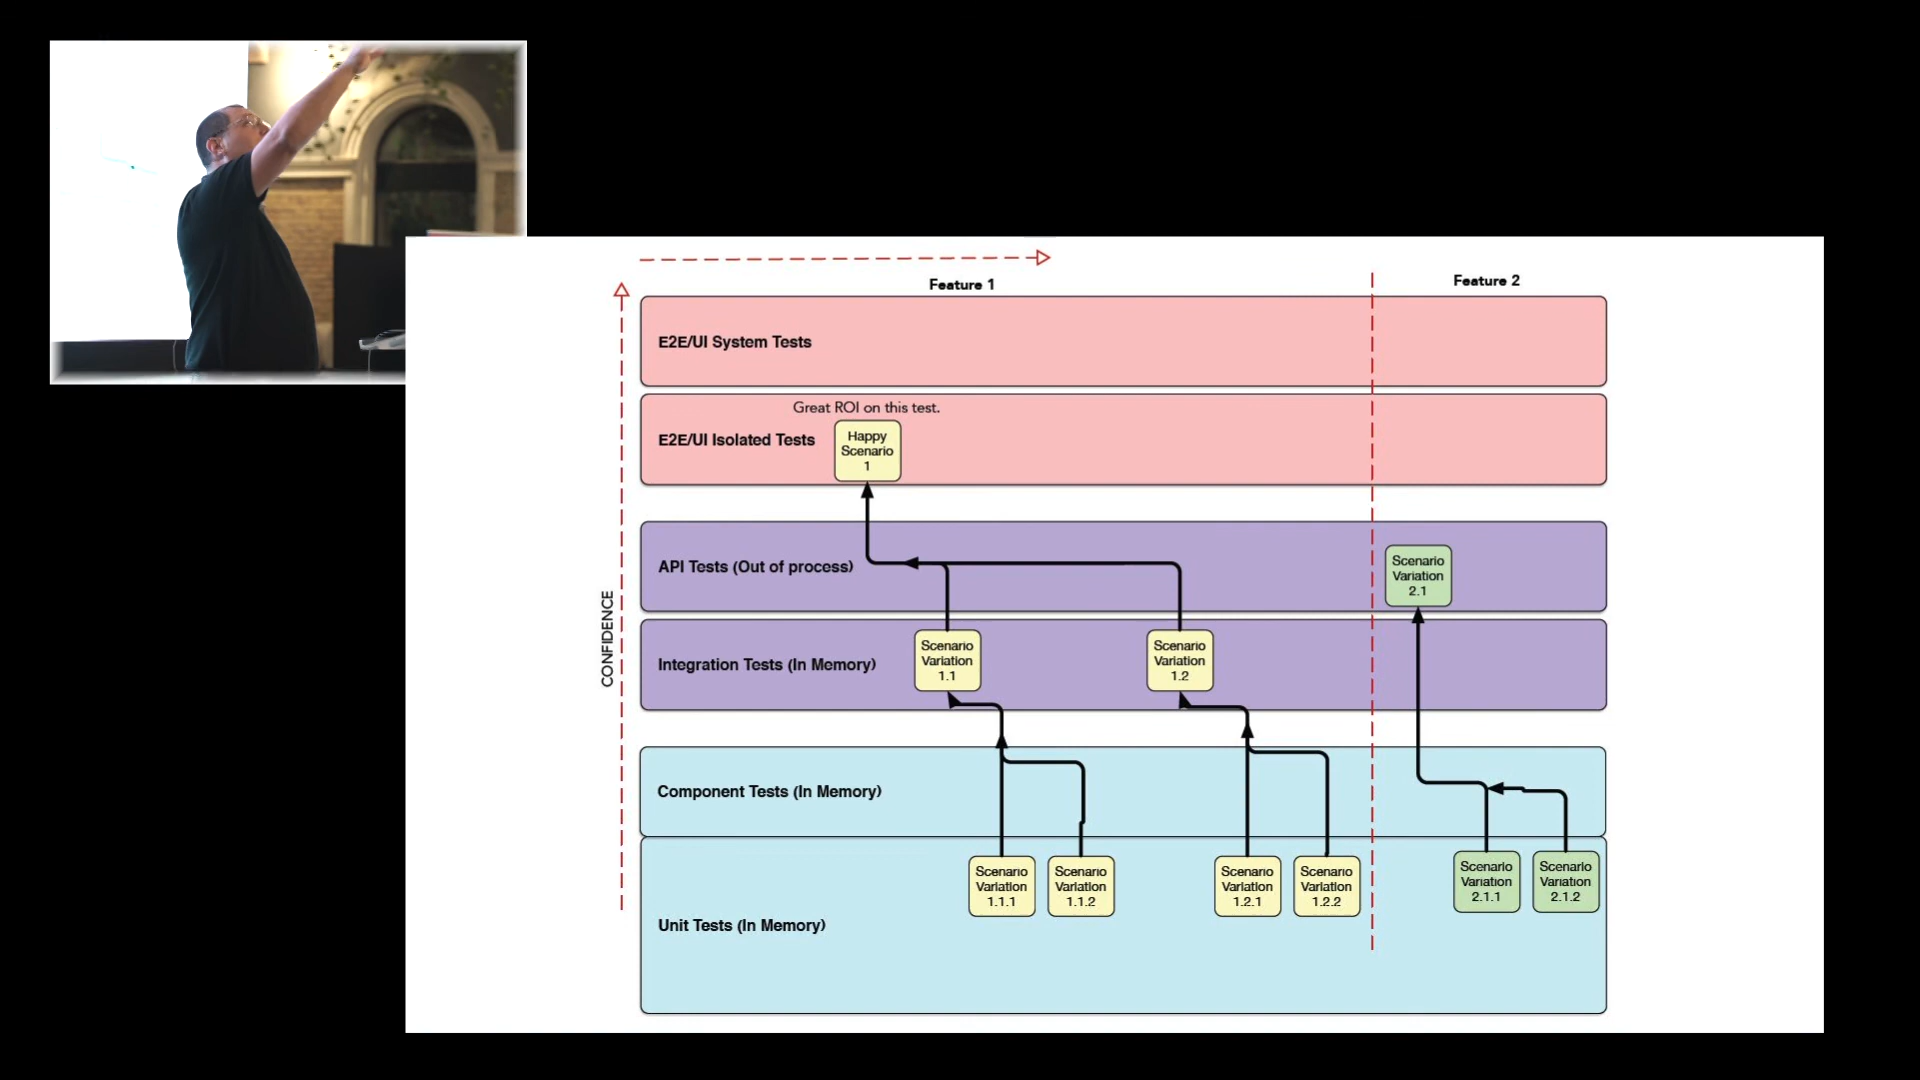 Feature 1
Feature 2
E2E/UI System Tests
Great ROI on this test.
E2E/UI Isolated Tests
Happy
Scenario
1
API Tests (Out of process)
Scenario
Variation
2.1
CONFIDENCE
Integration Tests (In Memory)
Scenario
Variation
1.1
Scenario
Variation
1.2
Component Tests (In Memory)
Unit Tests (In Memory)
Scenario
Variation
1.1.1
Scenario
Variation
1.1.2
Scenario
Variation
1.2.1
Scenario
Variation
1.2.2
Scenario
Variation
2.1.1
Scenario
Variation
2.1.2